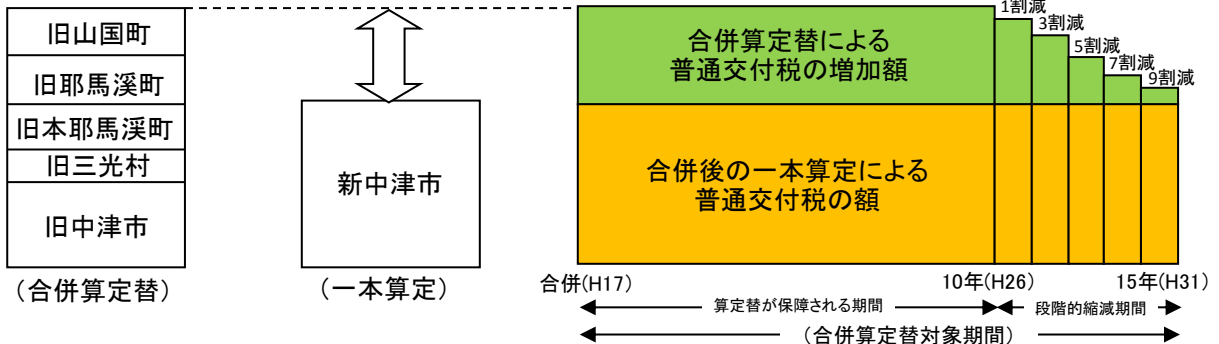 旧山国町
旧耶馬溪町
旧本耶馬溪町
旧三光村
旧中津市
(合併算定替)
新中津市
(一本算定)
合併算定替による
普通交付税の増加額
1割減
3割減
5割減
7割減
9割減
合併後の一本算定による
普通交付税の額
合併(H17)
10年(H26)
15年(H31)
算定替が保障される期間
段階的縮減期間
(合併算定替対象期間)